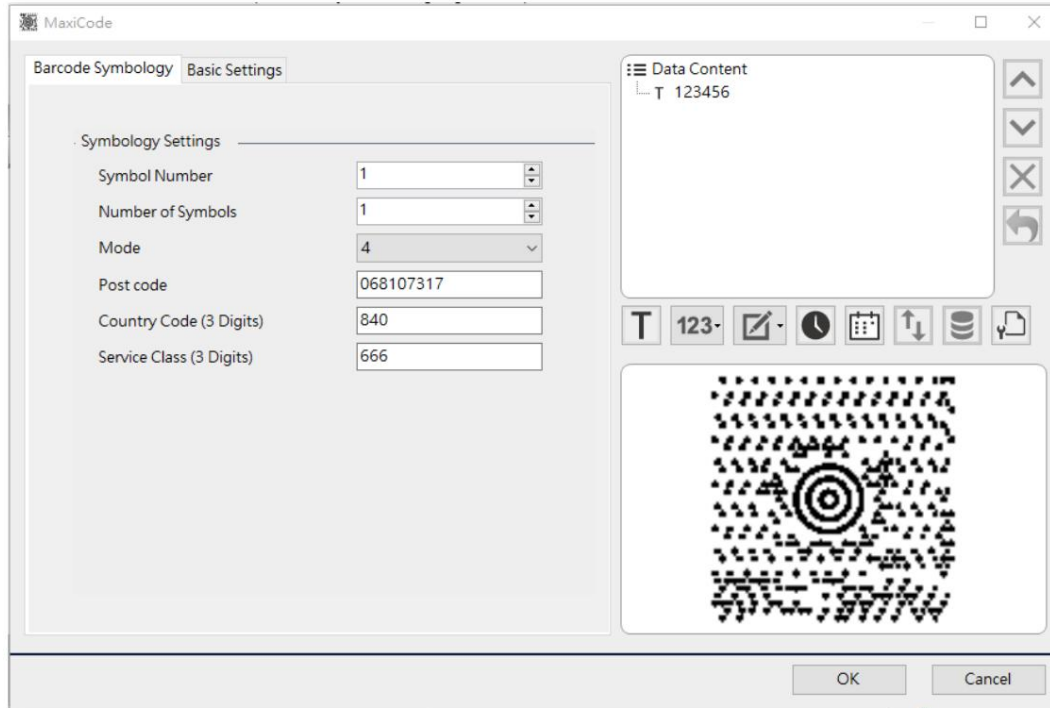 MaxiCode
Barcode Symbology
Basic Settings
Symbology Settings
Symbol Number 1
Number of Symbols 1
Mode 4
Post code 068107317
Country Code (3 Digits) 840
Service Class (3 Digits) 666
Data Content
T 123456
T 123
OK Cancel